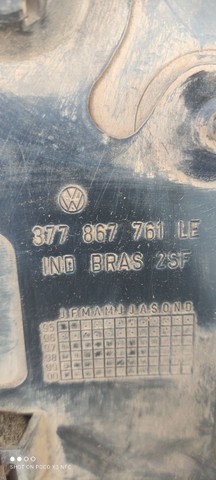 377 867 761 LE
IND BRAS 2SF
JFMAMJJASOND
95
96
97
98
99
SHOT ON POCO X3 NFC